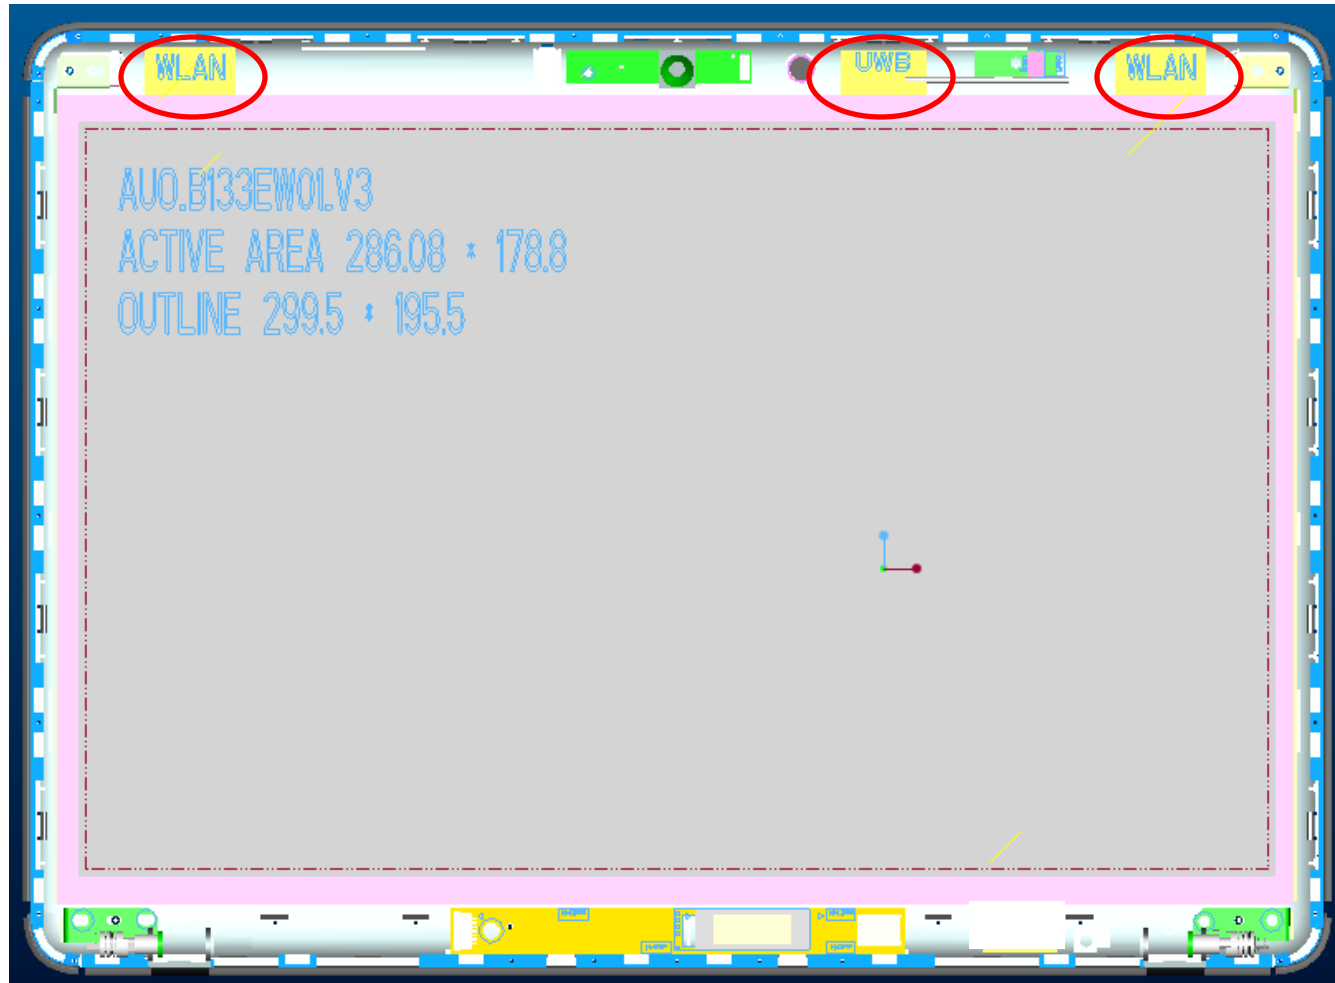 WLAN
UWB
WLAN
AUO.B133EW01.V3
ACTIVE AREA 286.08 * 178.8
OUTLINE 299.5 * 195.5